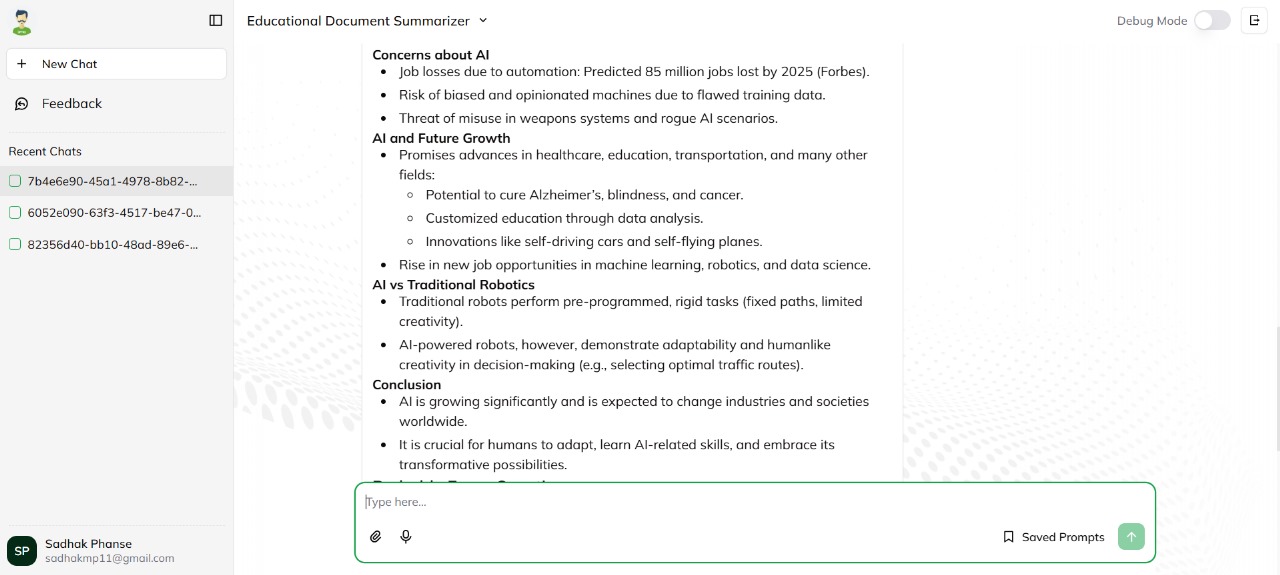 Educational Document Summarizer
Debug Mode
New Chat
Feedback
Recent Chats
7b4e6e90-45a1-4978-8b82-...
6052e090-63f3-4517-be47-0...
82356d40-bb10-48ad-89e6-...
SP
Sadhak Phanse
sadhakmp11@gmail.com
Concerns about AI
• Job losses due to automation: Predicted 85 million jobs lost by 2025 (Forbes).
• Risk of biased and opinionated machines due to flawed training data.
• Threat of misuse in weapons systems and rogue AI scenarios.
AI and Future Growth
• Promises advances in healthcare, education, transportation, and many other
fields:
◦ Potential to cure Alzheimer's, blindness, and cancer.
◦ Customized education through data analysis.
◦ Innovations like self-driving cars and self-flying planes.
• Rise in new job opportunities in machine learning, robotics, and data science.
AI vs Traditional Robotics
• Traditional robots perform pre-programmed, rigid tasks (fixed paths, limited
creativity).
• AI-powered robots, however, demonstrate adaptability and humanlike
creativity in decision-making (e.g., selecting optimal traffic routes).
Conclusion
• AI is growing significantly and is expected to change industries and societies
worldwide.
• It is crucial for humans to adapt, learn AI-related skills, and embrace its
transformative possibilities.
Type here...
Saved Prompts